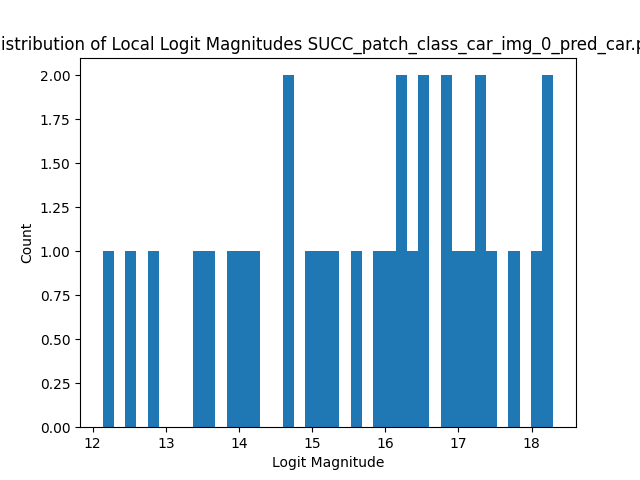 istribution of Local Logit Magnitudes SUCC_patch_class_car_img_0_pred_car.p
2.00
1.75
1.50
1.25
1.00
0.75
0.50
0.25
0.00
Count
12 13 14 15 16 17 18
Logit Magnitude